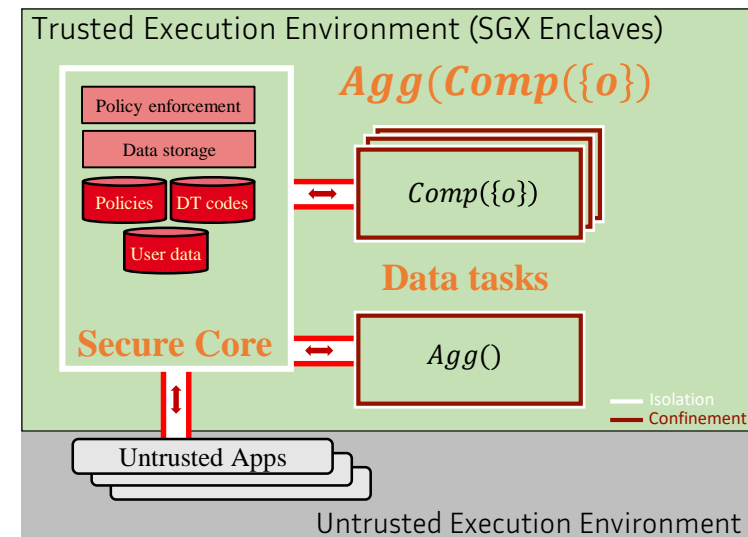 Trusted Execution Environment (SGX Enclaves)
Agg(Comp({o})
Policy enforcement
Data storage
Policies
DT codes
User data
Secure Core
Comp({o})
Data tasks
Agg()
Isolation
Confinement
Untrusted Apps
Untrusted Execution Environment